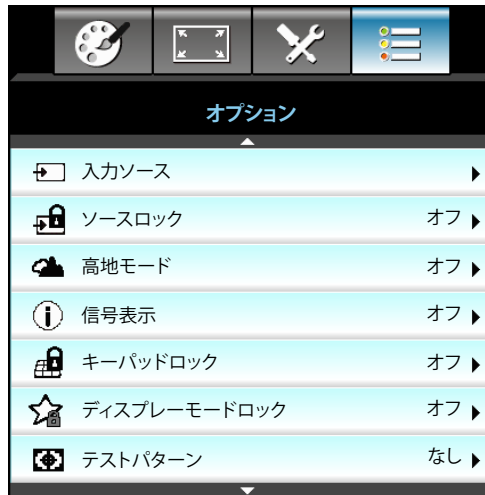 オプション
入力ソース
ソースロック オフ
高地モード オフ
信号表示 オフ
キーパッドロック オフ
ディスプレーモードロック オフ
テストパターン なし